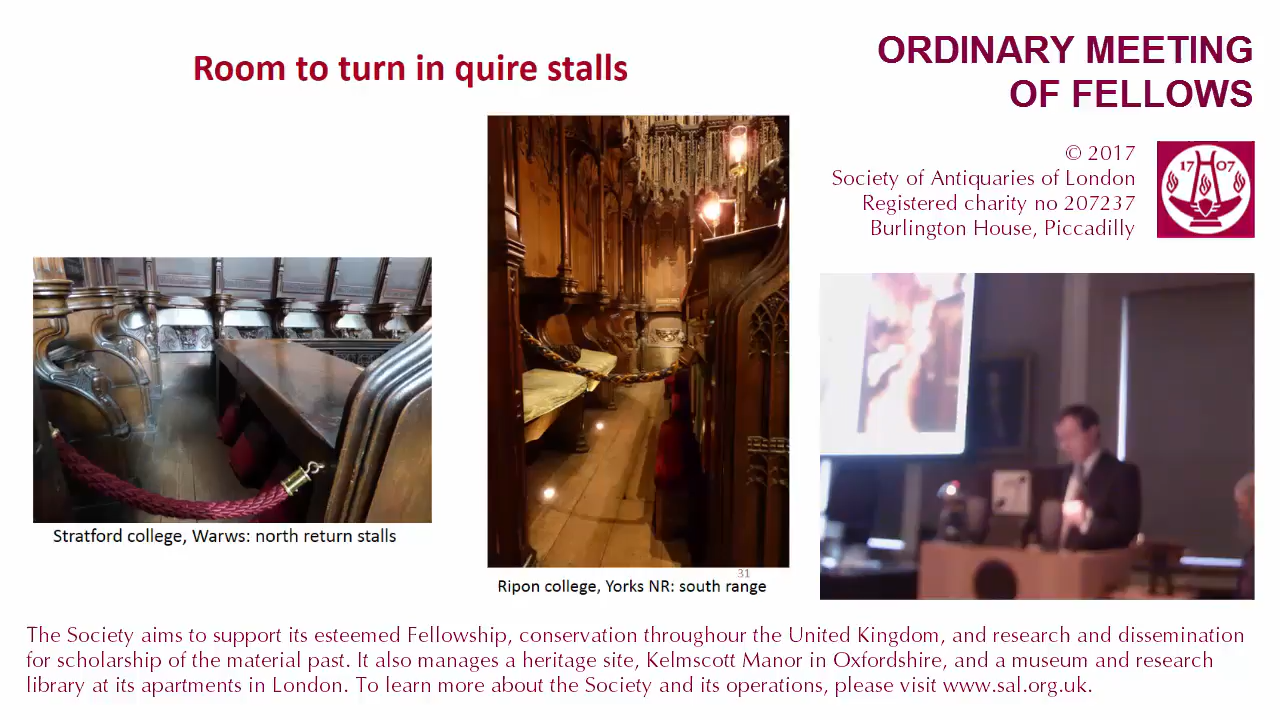 Room to turn in quire stalls
ORDINARY MEETING
OF FELLOWS
© 2017
Society of Antiquaries of London
Registered charity no 207237
Burlington House, Piccadilly
17 07
Stratford college, Warws: north return stalls
31
Ripon college, Yorks NR: south range
The Society aims to support its esteemed Fellowship, conservation throughour the United Kingdom, and research and dissemination
for scholarship of the material past. It also manages a heritage site, Kelmscott Manor in Oxfordshire, and a museum and research
library at its apartments in London. To learn more about the Society and its operations, please visit www.sal.org.uk.